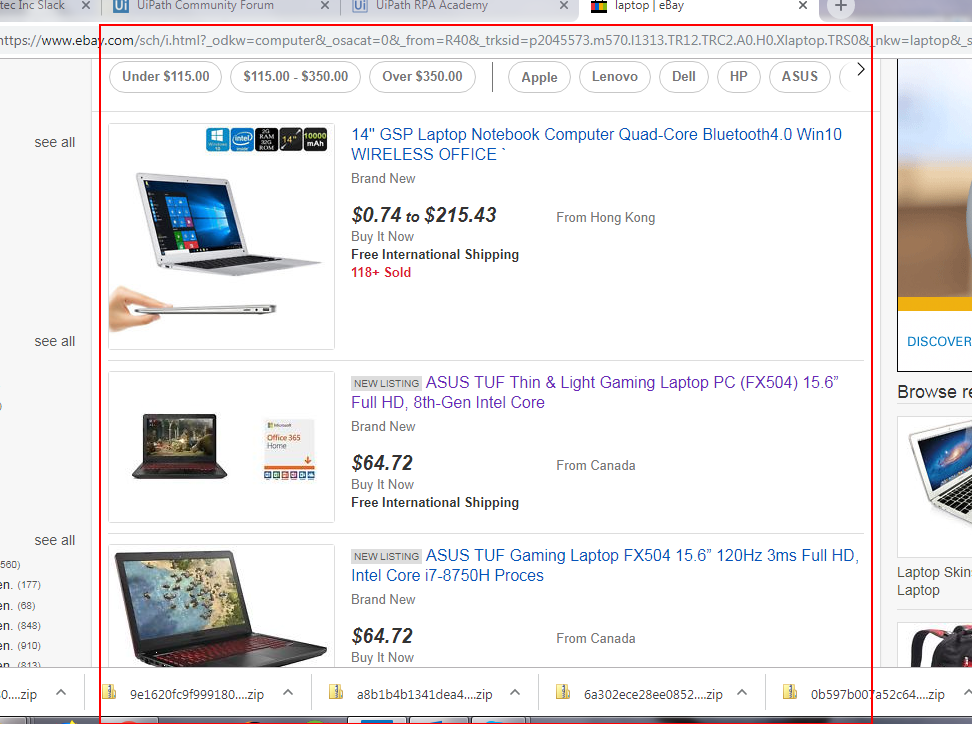 tec Inc Slack
UiPath Community Forum
UiPath RPA Academy
laptop | eBay
https://www.ebay.com/sch/i.html?_odkw=computer&_osacat=0&_from=R40&_trksid=p2045573.m570.l1313.TR12.TRC2.A0.H0.Xlaptop.TRS0&_nkw=laptop&_s
Under $115.00
$115.00 - $350.00
Over $350.00
Apple
Lenovo
Dell
HP
ASUS
see all
Windows 10
intel
inside
2G
RAM
32G
ROM
14"
10000
mAh
14" GSP Laptop Notebook Computer Quad-Core Bluetooth4.0 Win10
WIRELESS OFFICE `
Brand New
$0.74 to $215.43
From Hong Kong
Buy It Now
Free International Shipping
118+ Sold
see all
DISCOVER
NEW LISTING ASUS TUF Thin & Light Gaming Laptop PC (FX504) 15.6”
Full HD, 8th-Gen Intel Core
Brand New
Microsoft
Office 365
Home
$64.72
From Canada
Buy It Now
Free International Shipping
Browse re
see all
560)
en. (177)
en. (68)
en. (848)
en. (910)
en. (813)
NEW LISTING ASUS TUF Gaming Laptop FX504 15.6” 120Hz 3ms Full HD,
Intel Core i7-8750H Proces
Brand New
$64.72
From Canada
Buy It Now
Laptop Skin
Laptop
0....zip
9e1620fc9f999180....zip
a8b1b4b1341dea4....zip
6a302ece28ee0852....zip
0b597b007a52c64....zip